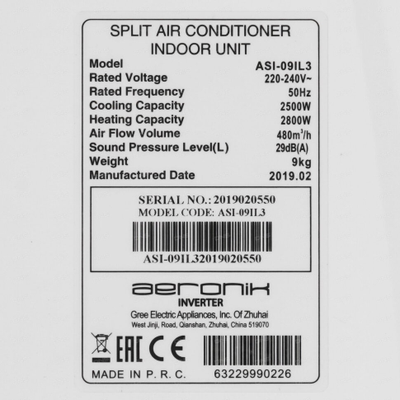 SPLIT AIR CONDITIONER
INDOOR UNIT
Model ASI-09IL3
Rated Voltage 220-240V~
Rated Frequency 50Hz
Cooling Capacity 2500W
Heating Capacity 2800W
Air Flow Volume 480m³/h
Sound Pressure Level(L) 29dB(A)
Weight 9kg
Manufactured Date 2019.02
SERIAL NO.: 2019020550
MODEL CODE: ASI-09IL3
ASI-09IL32019020550
aeronik
INVERTER
Gree Electric Appliances, Inc. Of Zhuhai
West Jinji, Road, Qianshan, Zhuhai, China 519070
EAC CE
MADE IN P. R. C. 63229990226